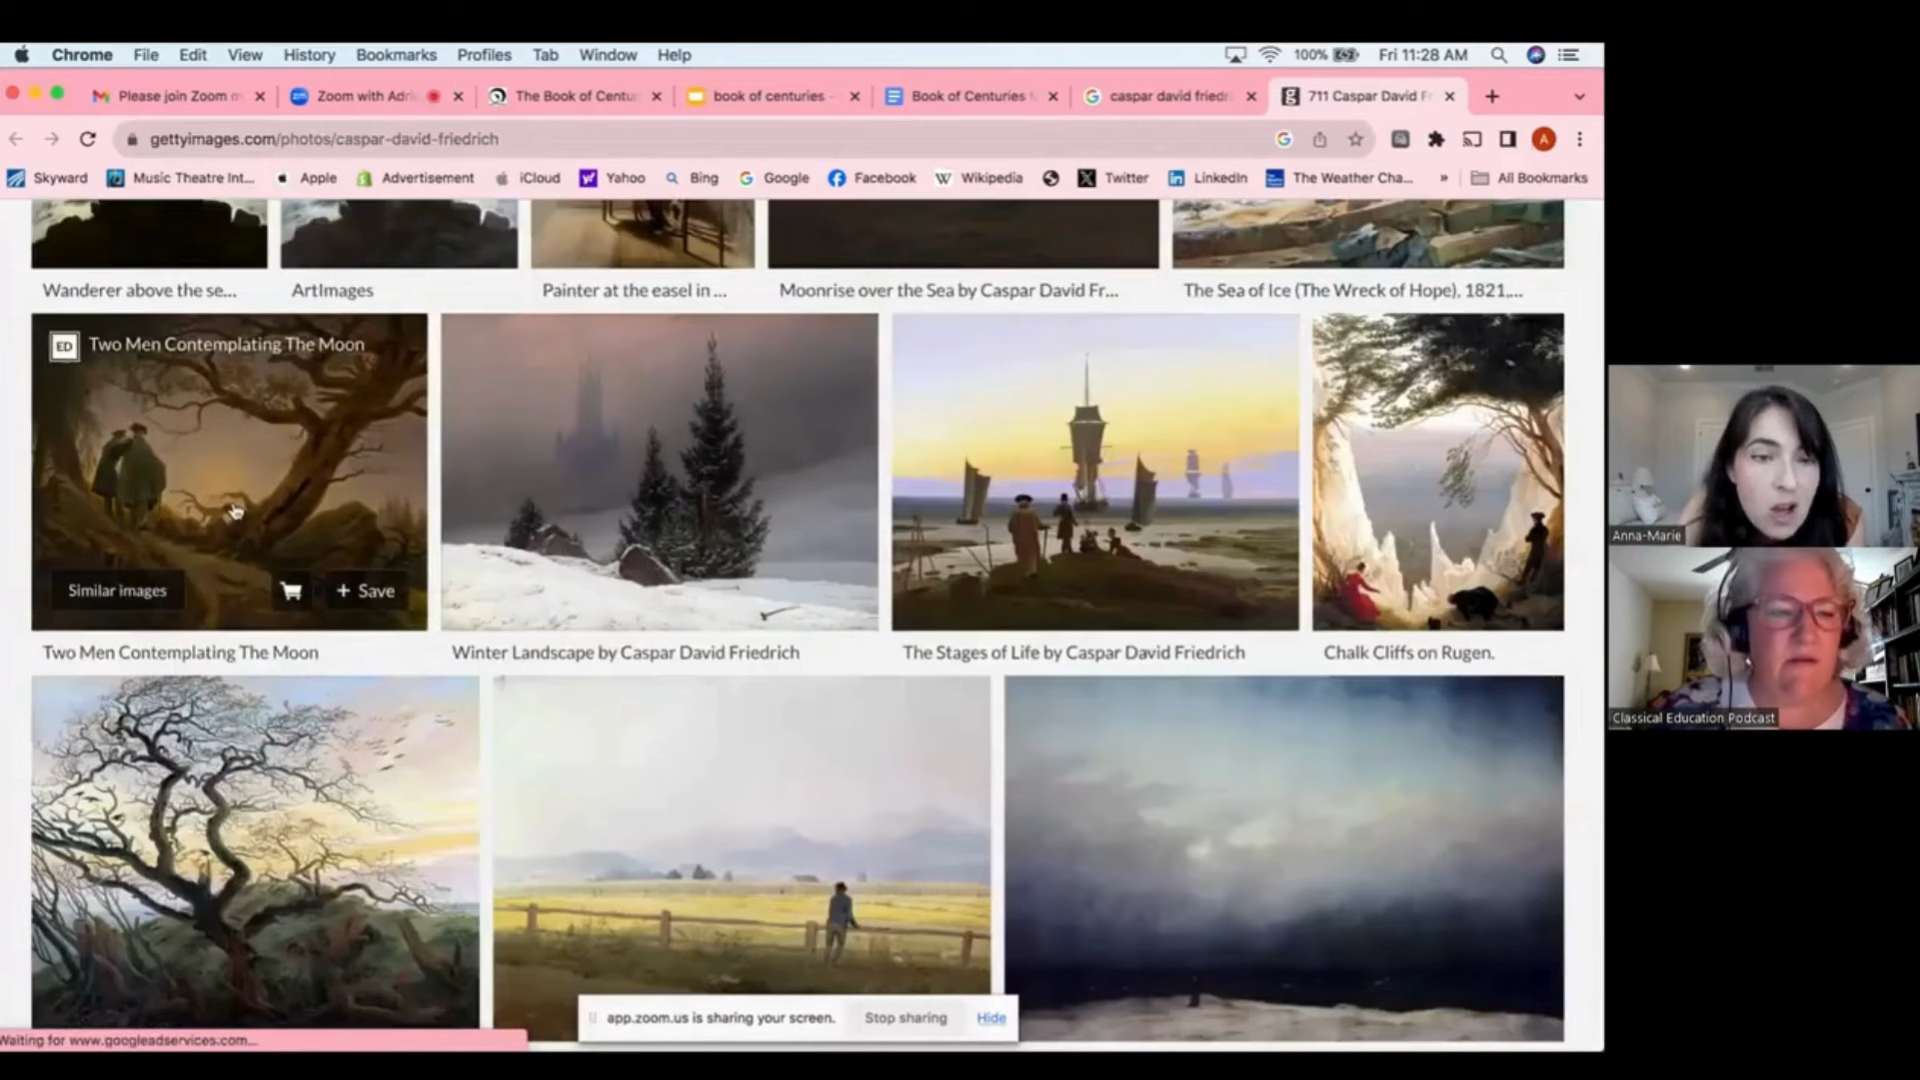 Chrome File Edit View History Bookmarks Profiles Tab Window Help 100% Fri 11:28 AM
Please join Zoom m Zoom with Adri The Book of Centu book of centuries - Book of Centuries caspar david friedr 711 Caspar David Fr
gettyimages.com/photos/caspar-david-friedrich
Skyward Music Theatre Int... Apple Advertisement iCloud Yahoo Bing Google Facebook Wikipedia Twitter LinkedIn The Weather Cha... » All Bookmarks
Wanderer above the se... ArtImages Painter at the easel in ... Moonrise over the Sea by Caspar David Fr... The Sea of Ice (The Wreck of Hope), 1821,...
ED Two Men Contemplating The Moon
Anna-Marie
Similar images + Save
Two Men Contemplating The Moon Winter Landscape by Caspar David Friedrich The Stages of Life by Caspar David Friedrich Chalk Cliffs on Rugen.
Classical Education Podcast
app.zoom.us is sharing your screen. Stop sharing Hide
Waiting for www.googleadservices.com...